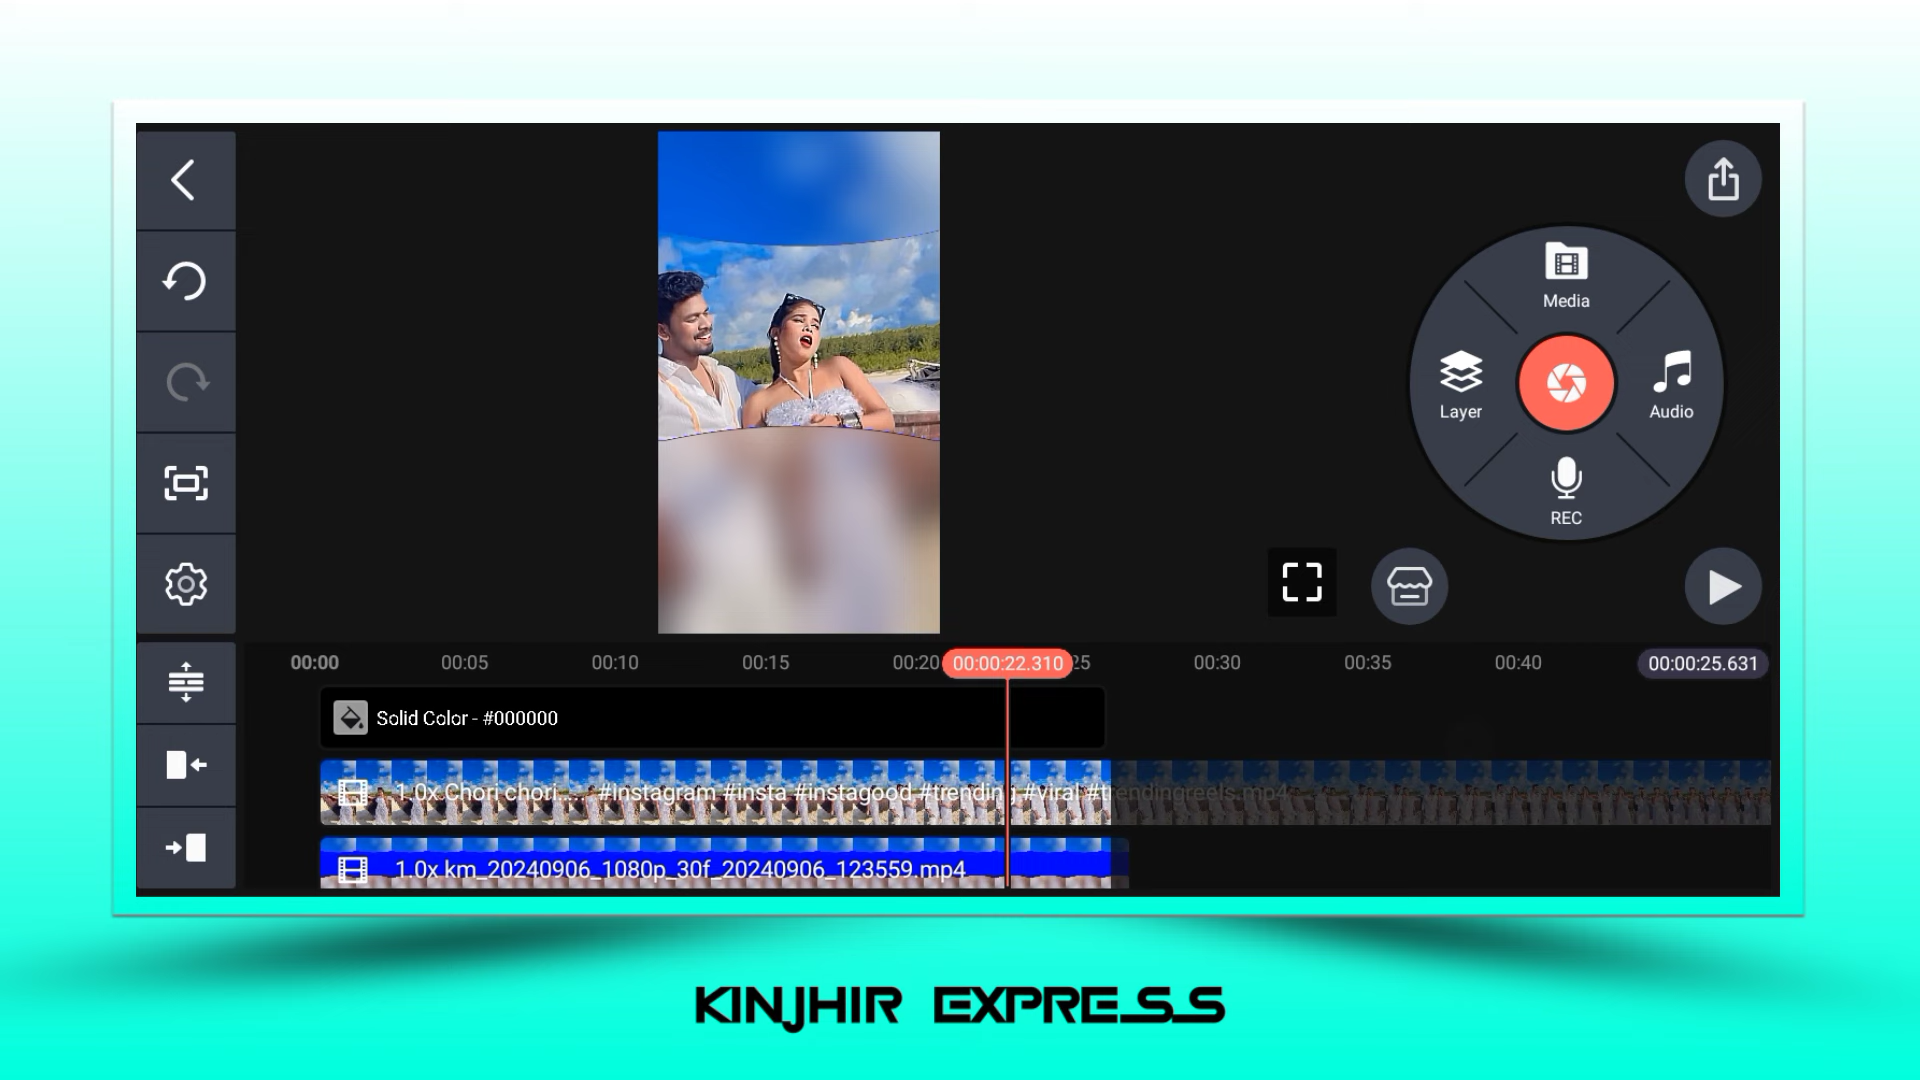 Media
Layer
Audio
REC
00:00
00:05
00:10
00:15
00:20
00:00:22.310
25
00:30
00:35
00:40
00:00:25.631
Solid Color - #000000
1.0x Chori chori..... #Instagram #insta #instagood #trending #viral #trendingreels.mp4
1.0x km_20240906_1080p_30f_20240906_123559.mp4
KINJHIR EXPRESS